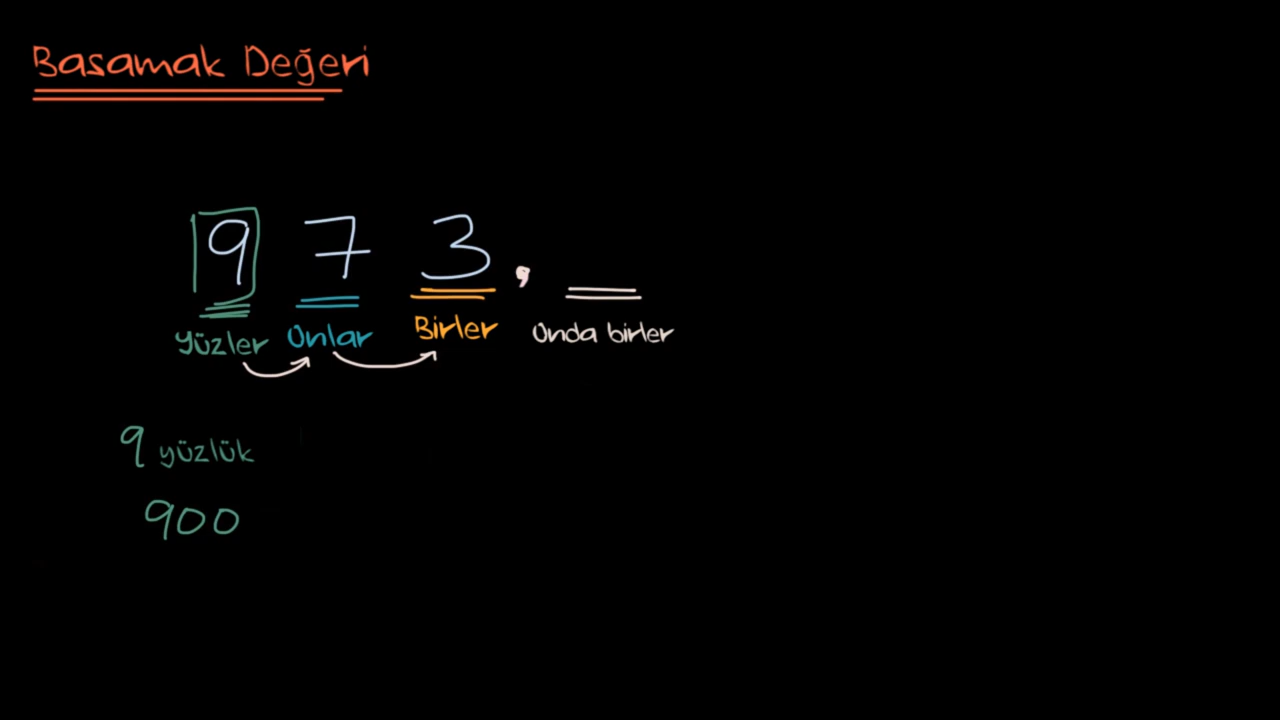 Basamak Değeri
9 7 3 ,
Yüzler Onlar Birler Onda birler
9 yüzlük
900